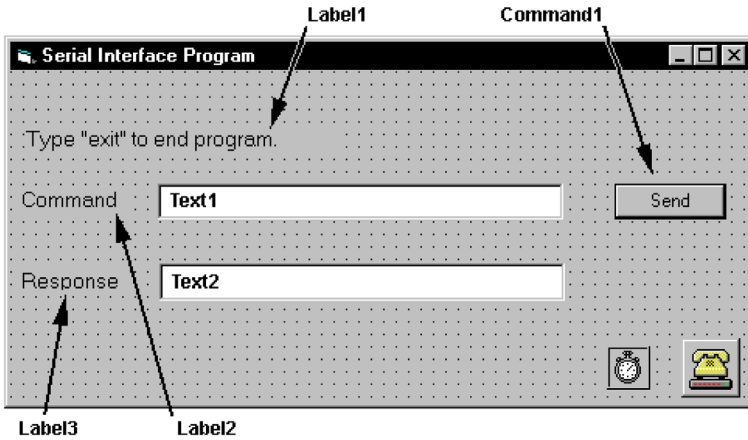 Label1 Command1
Serial Interface Program
Type "exit" to end program.
Command Text1 Send
Response Text2
Label3 Label2